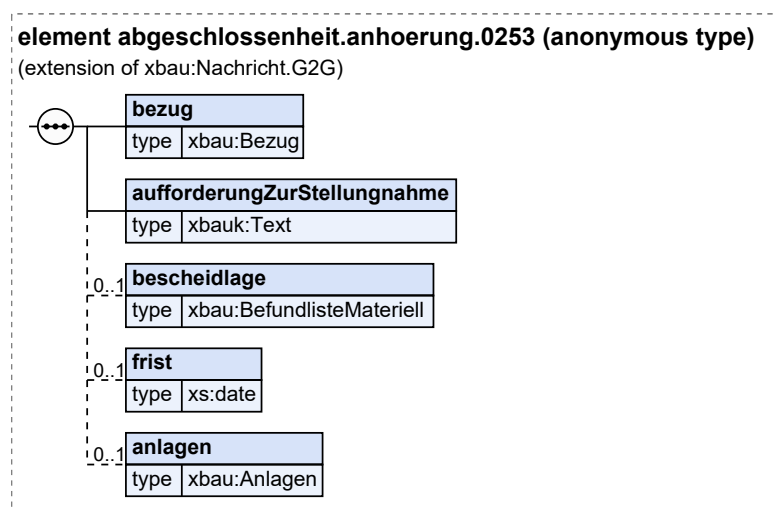 element abgeschlossenheit.anhoerung.0253 (anonymous type)
(extension of xbau:Nachricht.G2G)
bezug
type xbau:Bezug
aufforderungZurStellungnahme
type xbauk:Text
0..1 bescheidlage
type xbau:BefundlisteMateriell
0..1 frist
type xs:date
0..1 anlagen
type xbau:Anlagen